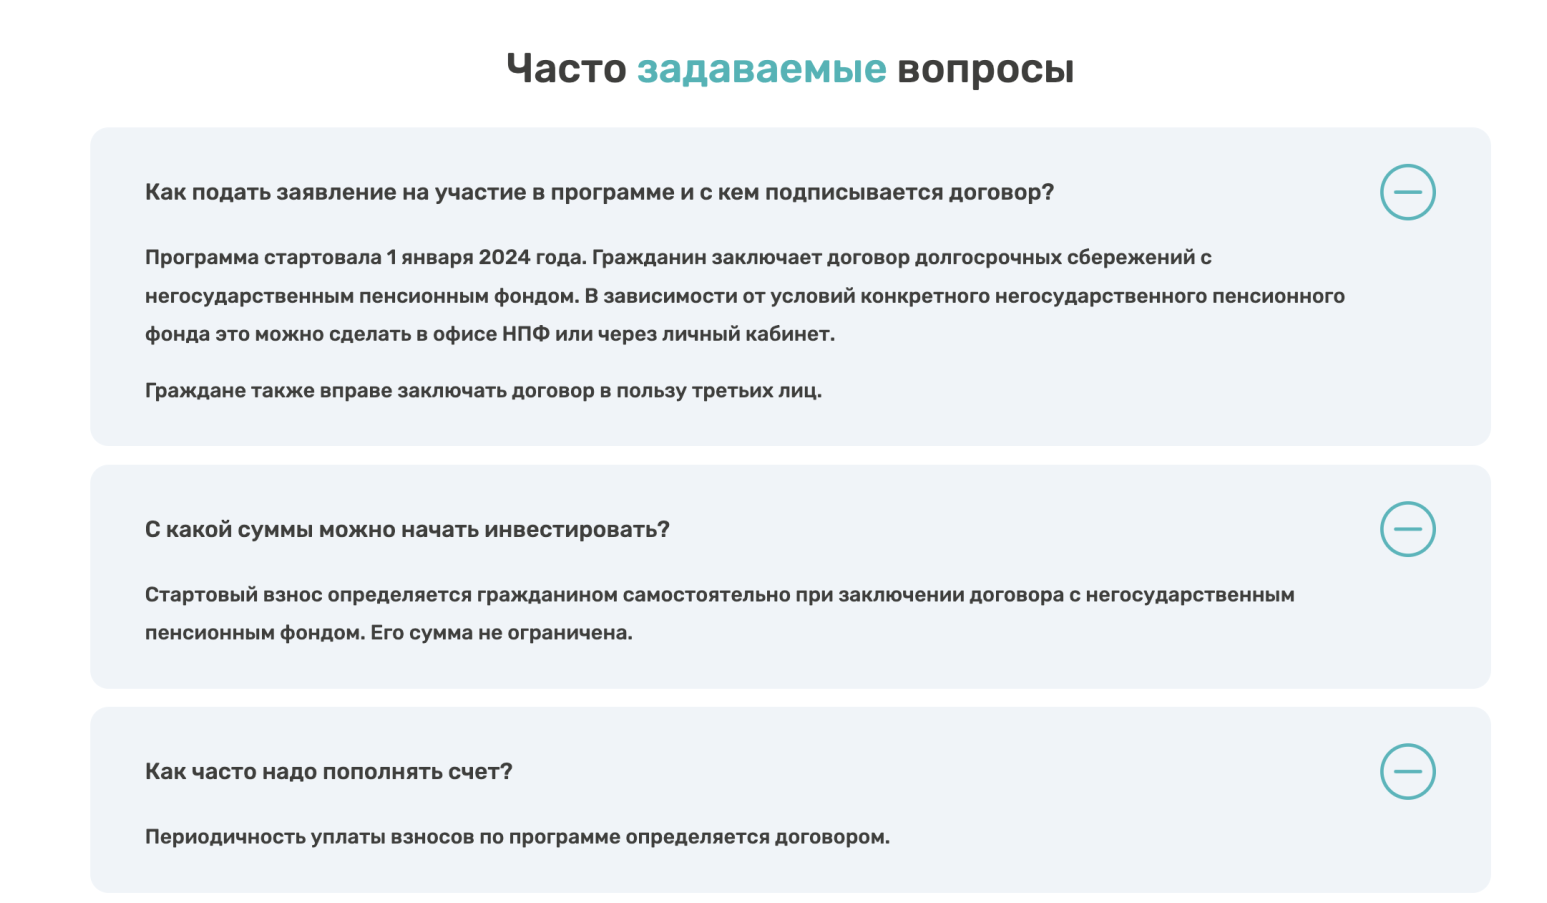 Часто задаваемые вопросы
Как подать заявление на участие в программе и с кем подписывается договор?
Программа стартовала 1 января 2024 года. Гражданин заключает договор долгосрочных сбережений с
негосударственным пенсионным фондом. В зависимости от условий конкретного негосударственного пенсионного
фонда это можно сделать в офисе НПФ или через личный кабинет.
Граждане также вправе заключать договор в пользу третьих лиц.
С какой суммы можно начать инвестировать?
Стартовый взнос определяется гражданином самостоятельно при заключении договора с негосударственным
пенсионным фондом. Его сумма не ограничена.
Как часто надо пополнять счет?
Периодичность уплаты взносов по программе определяется договором.